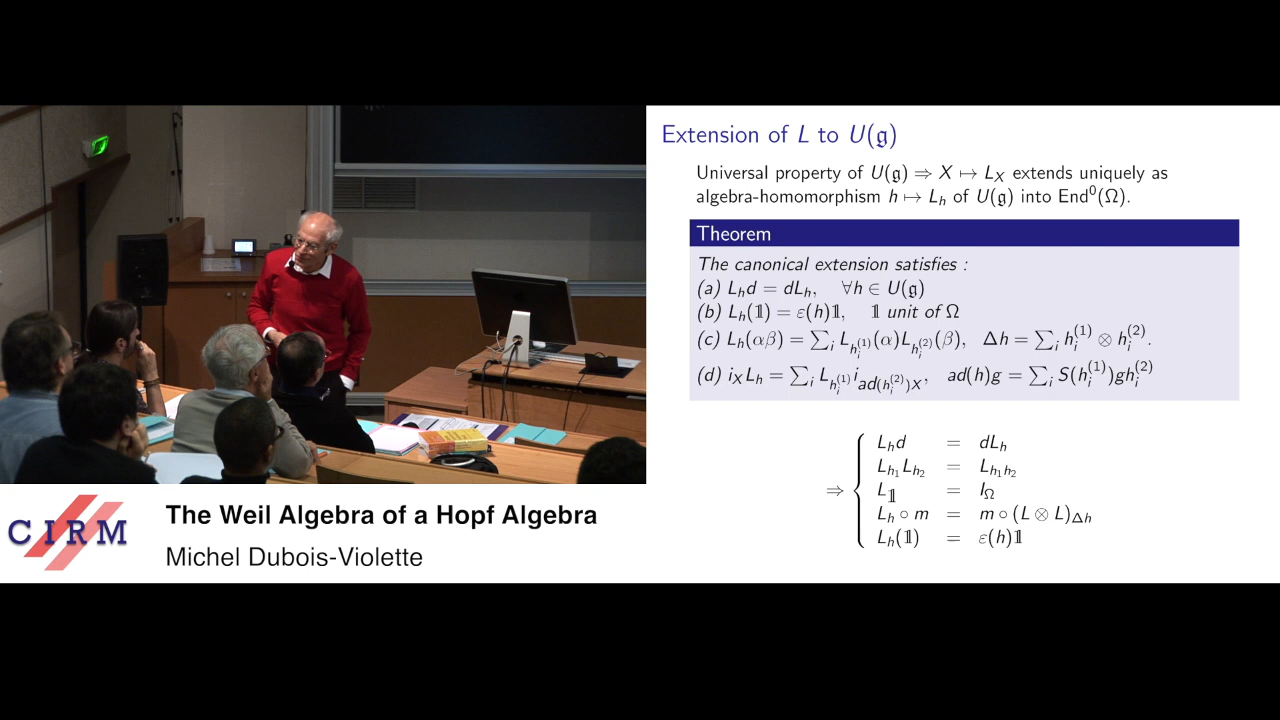 Extension of L to U(𝔤)
Universal property of U(𝔤) ⇒ X ↦ L_X extends uniquely as
algebra-homomorphism h ↦ L_h of U(𝔤) into End⁰(Ω).
Theorem
The canonical extension satisfies :
(a) L_h d = dL_h, ∀h ∈ U(𝔤)
(b) L_h(𝟙) = ε(h)𝟙, 𝟙 unit of Ω
(c) L_h(αβ) = ∑_i L_{h_i^{(1)}}(α)L_{h_i^{(2)}}(β), Δh = ∑_i h_i^{(1)} ⊗ h_i^{(2)}.
(d) i_X L_h = ∑_i L_{h_i^{(1)}} i_{ad(h_i^{(2)})X}, ad(h)g = ∑_i S(h_i^{(1)})gh_i^{(2)}
⇒ { L_h d = dL_h
L_{h_1}L_{h_2} = L_{h_1h_2}
L_𝟙 = I_Ω
L_h ∘ m = m ∘ (L ⊗ L)_{Δh}
L_h(𝟙) = ε(h)𝟙
CIRM
The Weil Algebra of a Hopf Algebra
Michel Dubois-Violette